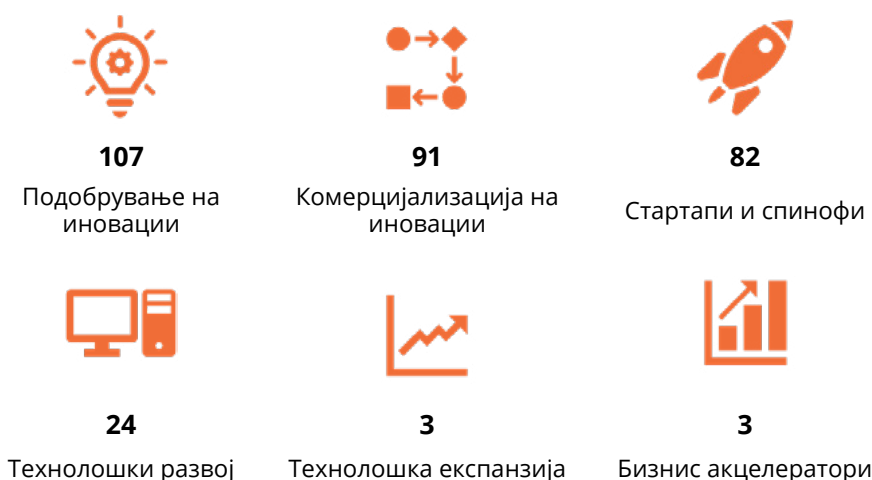 107
Подобрување на
иновации
91
Комерцијализација на
иновации
82
Стартапи и спинофи
24
Технолошки развој
3
Технолошка експанзија
3
Бизнис акцелератори